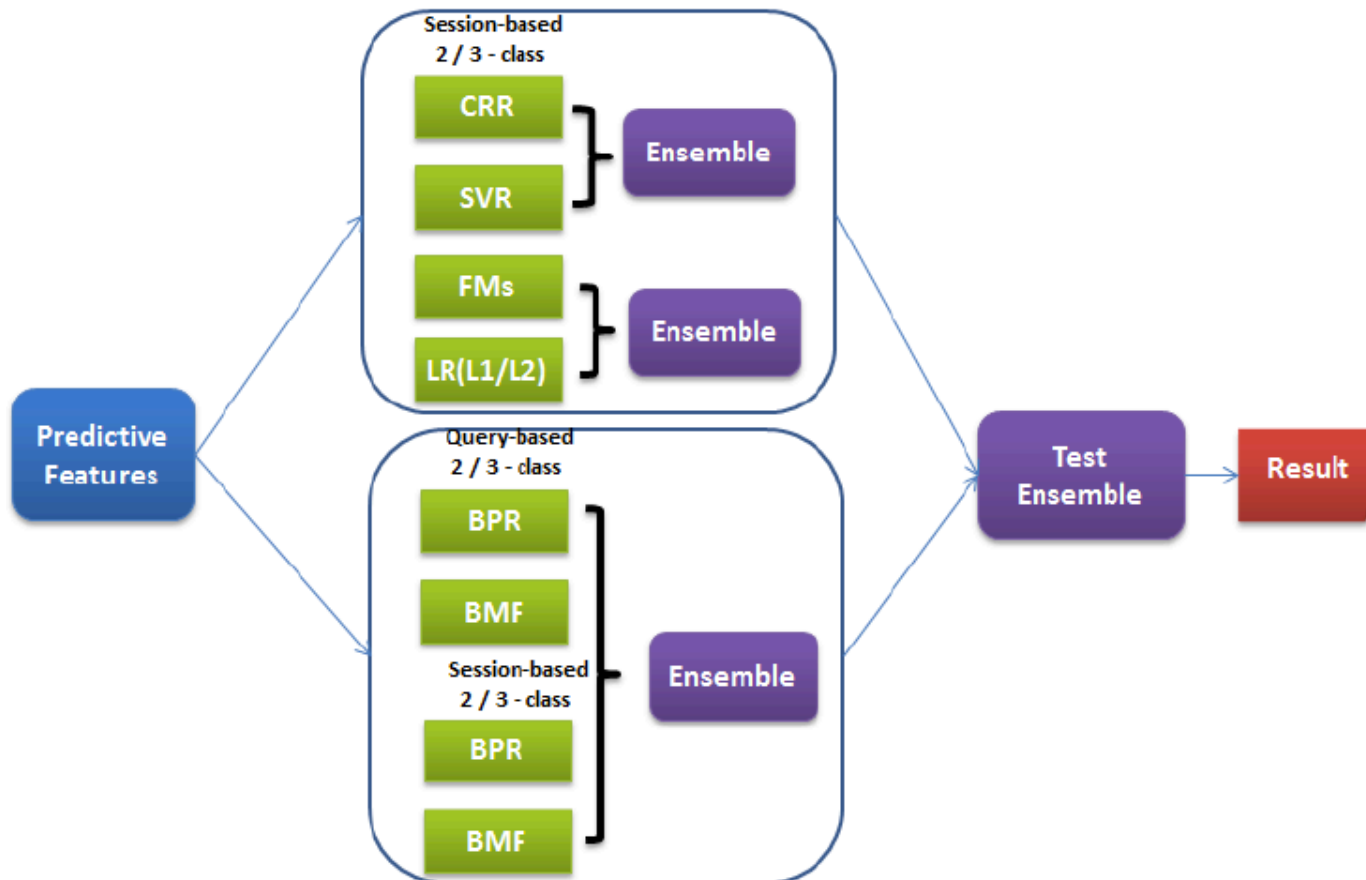 Session-based
2 / 3 - class
CRR
SVR
Ensemble
FMs
LR(L1/L2)
Ensemble
Predictive
Features
Query-based
2 / 3 - class
BPR
BMF
Session-based
2 / 3 - class
BPR
BMF
Ensemble
Test
Ensemble
Result